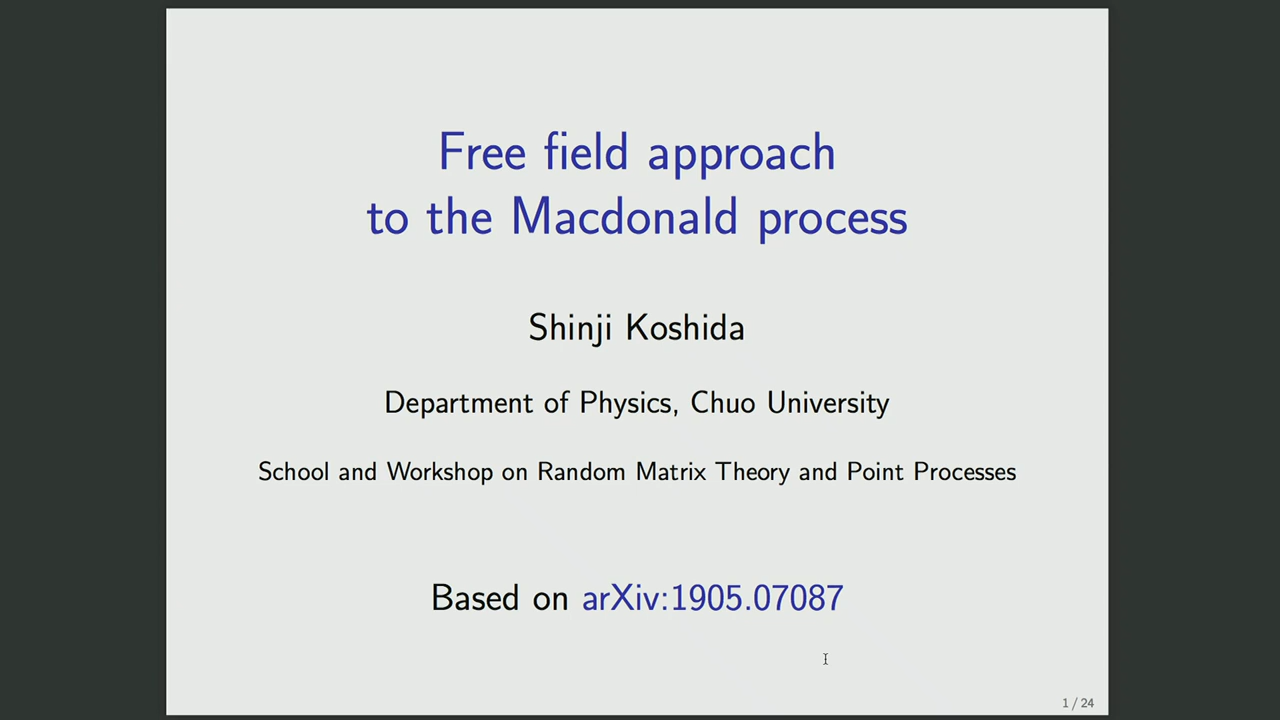 Free field approach
to the Macdonald process
Shinji Koshida
Department of Physics, Chuo University
School and Workshop on Random Matrix Theory and Point Processes
Based on arXiv:1905.07087
1 / 24